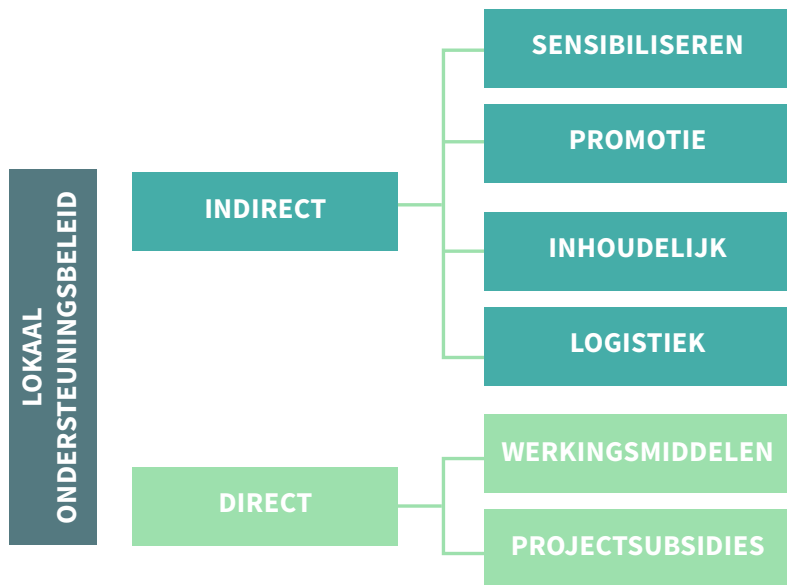 LOKAAL
ONDERSTEUNINGSBELEID
INDIRECT
SENSIBILISEREN
PROMOTIE
INHOUDELIJK
LOGISTIEK
DIRECT
WERKINGSMIDDELEN
PROJECTSUBSIDIES